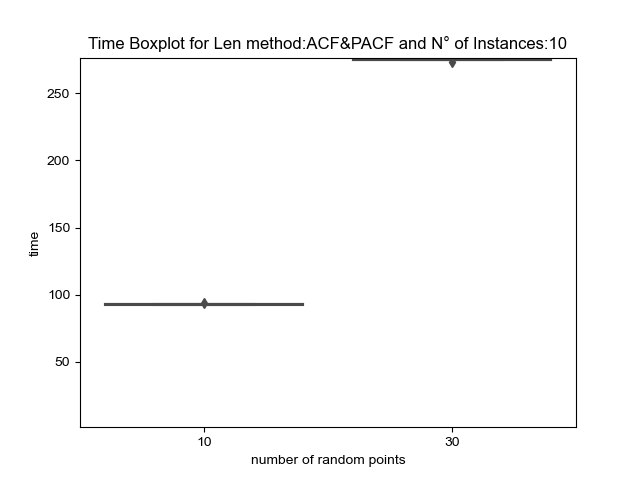 Time Boxplot for Len method:ACF&PACF and N° of Instances:10
250
200
150
100
50
time
10 30
number of random points